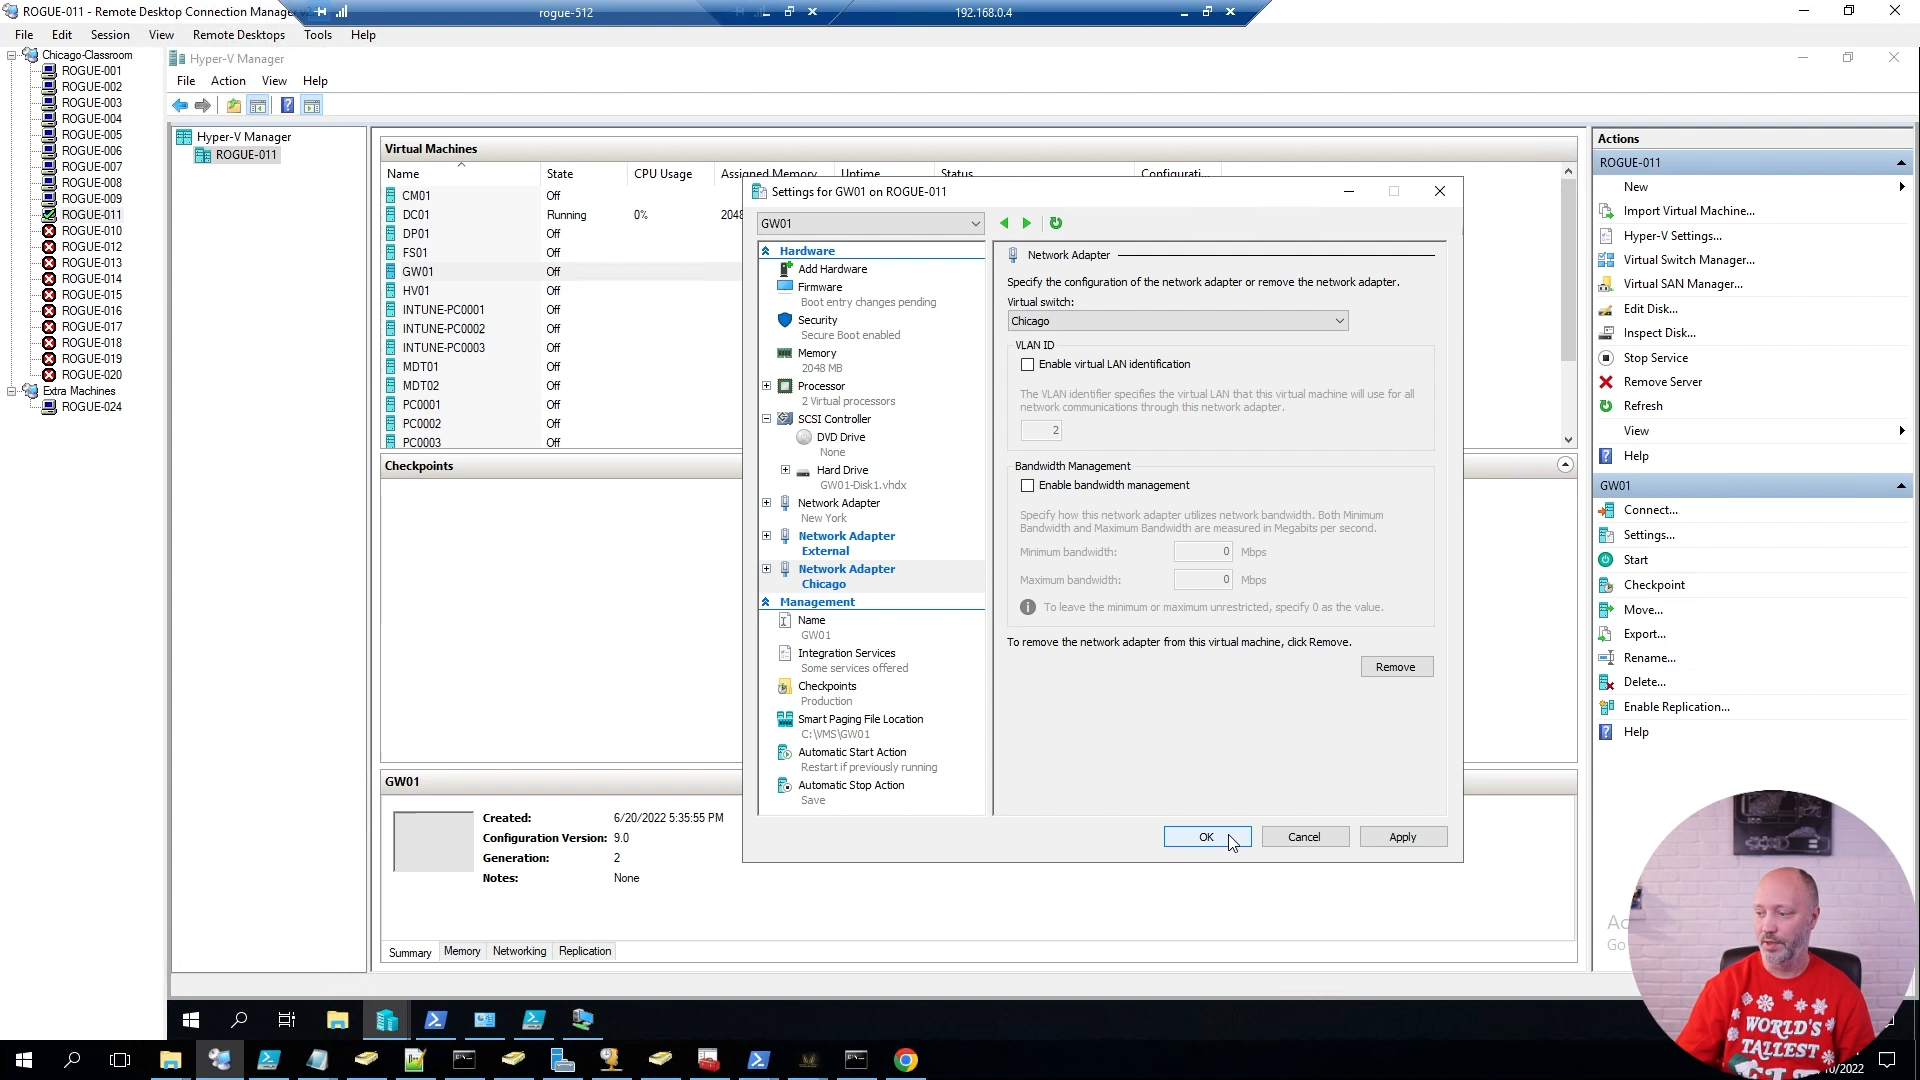 ROGUE-011 - Remote Desktop Connection Manager
rogue-512
192.168.0.4
File Edit Session View Remote Desktops Tools Help
Chicago-Classroom
ROGUE-001
ROGUE-002
ROGUE-003
ROGUE-004
ROGUE-005
ROGUE-006
ROGUE-007
ROGUE-008
ROGUE-009
ROGUE-011
ROGUE-010
ROGUE-012
ROGUE-013
ROGUE-014
ROGUE-015
ROGUE-016
ROGUE-017
ROGUE-018
ROGUE-019
ROGUE-020
Extra Machines
ROGUE-024
Hyper-V Manager
File Action View Help
Hyper-V Manager
ROGUE-011
Virtual Machines
Name State CPU Usage Assigned Memory Uptime Status Configurati...
CM01 Off
DC01 Running 0% 2048
DP01 Off
FS01 Off
GW01 Off
HV01 Off
INTUNE-PC0001 Off
INTUNE-PC0002 Off
INTUNE-PC0003 Off
MDT01 Off
MDT02 Off
PC0001 Off
PC0002 Off
PC0003 Off
Checkpoints
GW01
Created: 6/20/2022 5:35:55 PM
Configuration Version: 9.0
Generation: 2
Notes: None
Summary Memory Networking Replication
Settings for GW01 on ROGUE-011
GW01
Hardware
Add Hardware
Firmware
Boot entry changes pending
Security
Secure Boot enabled
Memory
2048 MB
Processor
2 Virtual processors
SCSI Controller
DVD Drive
None
Hard Drive
GW01-Disk1.vhdx
Network Adapter
New York
Network Adapter
External
Network Adapter
Chicago
Management
Name
GW01
Integration Services
Some services offered
Checkpoints
Production
Smart Paging File Location
C:\VMS\GW01
Automatic Start Action
Restart if previously running
Automatic Stop Action
Save
Network Adapter
Specify the configuration of the network adapter or remove the network adapter.
Virtual switch:
Chicago
VLAN ID
Enable virtual LAN identification
The VLAN identifier specifies the virtual LAN that this virtual machine will use for all
network communications through this network adapter.
2
Bandwidth Management
Enable bandwidth management
Specify how this network adapter utilizes network bandwidth. Both Minimum
Bandwidth and Maximum Bandwidth are measured in Megabits per second.
Minimum bandwidth: 0 Mbps
Maximum bandwidth: 0 Mbps
To leave the minimum or maximum unrestricted, specify 0 as the value.
To remove the network adapter from this virtual machine, click Remove.
Remove
OK Cancel Apply
Actions
ROGUE-011
New
Import Virtual Machine...
Hyper-V Settings...
Virtual Switch Manager...
Virtual SAN Manager...
Edit Disk...
Inspect Disk...
Stop Service
Remove Server
Refresh
View
Help
GW01
Connect...
Settings...
Start
Checkpoint
Move...
Export...
Rename...
Delete...
Enable Replication...
Help
Go
WORLD'S
TALLEST
10/2022